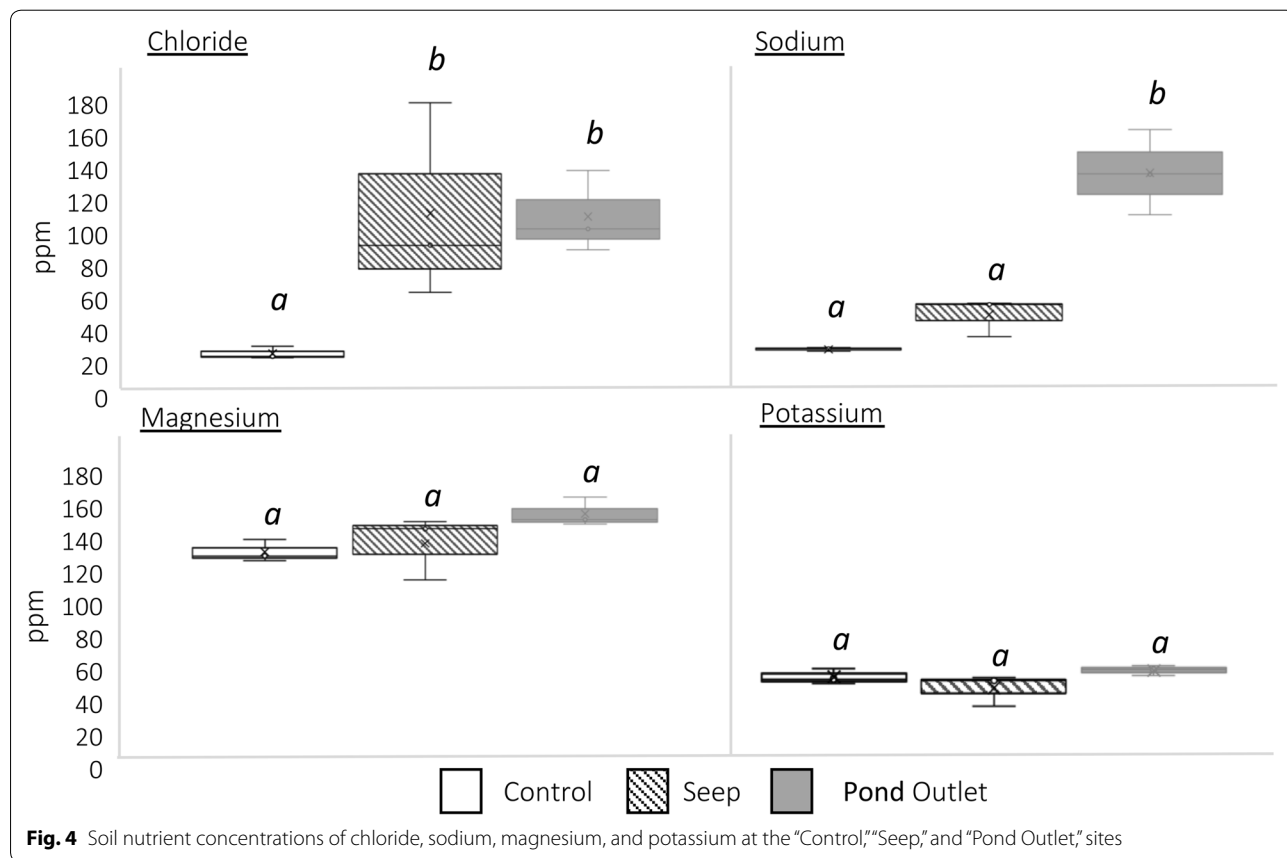 Chloride
Sodium
b
b
b
a
a
a
180
160
140
120
100
80
60
40
20
0
ppm
Magnesium
Potassium
a
a
a
a
a
a
180
160
140
120
100
80
60
40
20
0
ppm
Control Seep Pond Outlet
Fig. 4 Soil nutrient concentrations of chloride, sodium, magnesium, and potassium at the “Control,” “Seep,” and “Pond Outlet,” sites